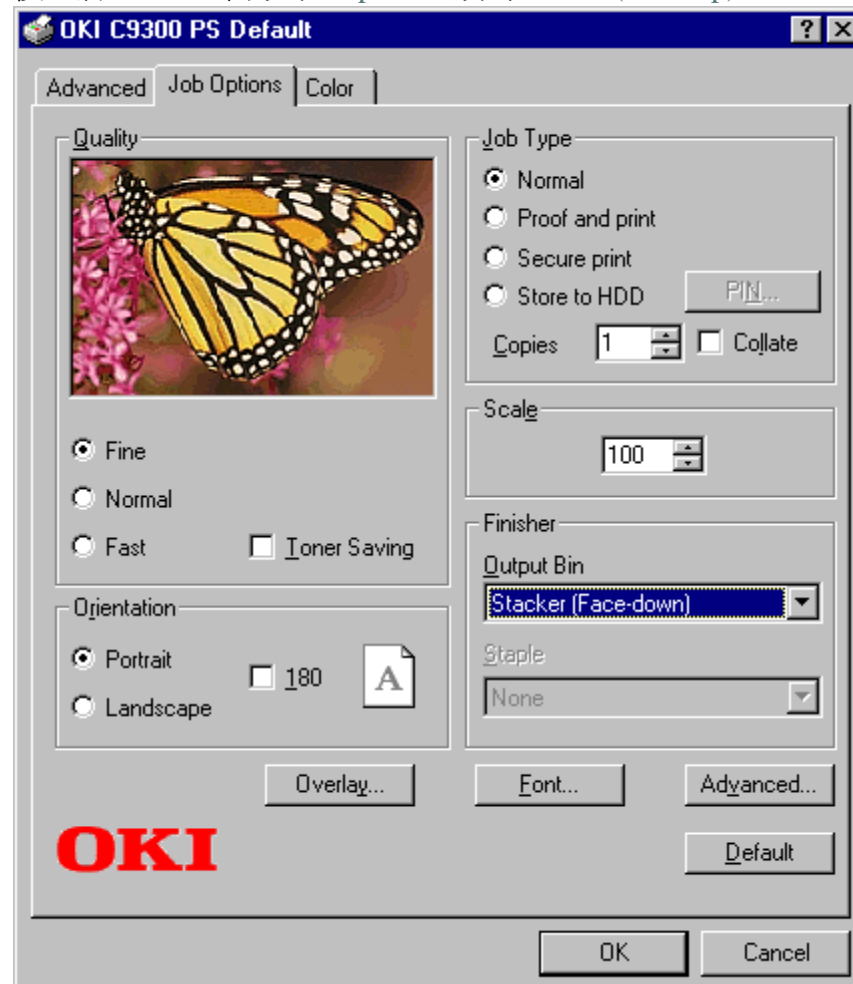 OKI C9300 PS Default
Advanced Job Options Color
Quality
Fine
Normal
Fast
Toner Saving
Orientation
Portrait
Landscape
180
A
Job Type
Normal
Proof and print
Secure print
Store to HDD
PIN...
Copies 1 Collate
Scale
100
Finisher
Output Bin
Stacker (Face-down)
Staple
None
Overlay... Font... Advanced...
OKI
Default
OK Cancel